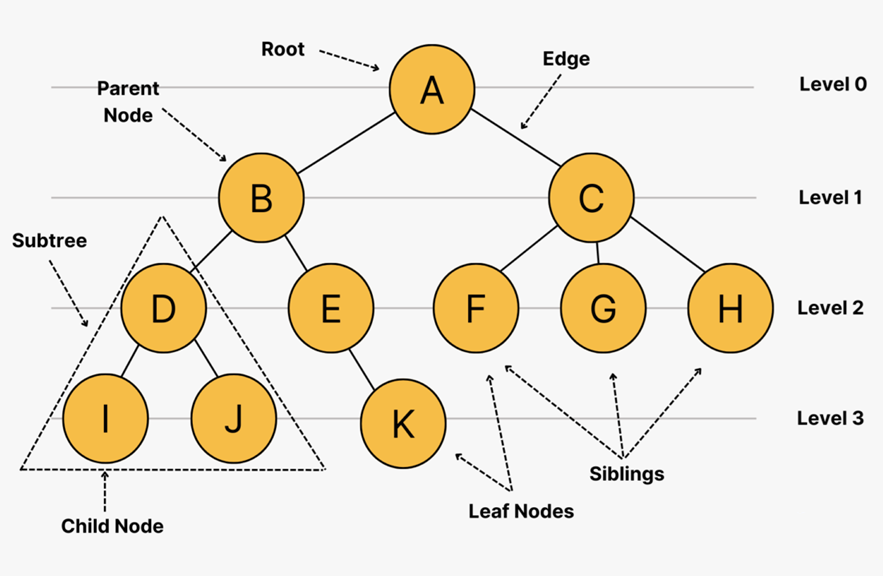 Root
Edge
A
Level 0
Parent
Node
B
C
Level 1
Subtree
D
E
F
G
H
Level 2
I
J
K
Level 3
Siblings
Leaf Nodes
Child Node